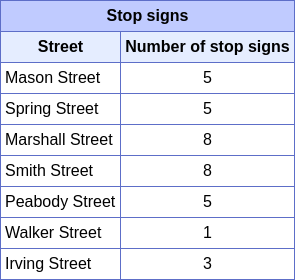 Stop signs
Street Number of stop signs
Mason Street 5
Spring Street 5
Marshall Street 8
Smith Street 8
Peabody Street 5
Walker Street 1
Irving Street 3